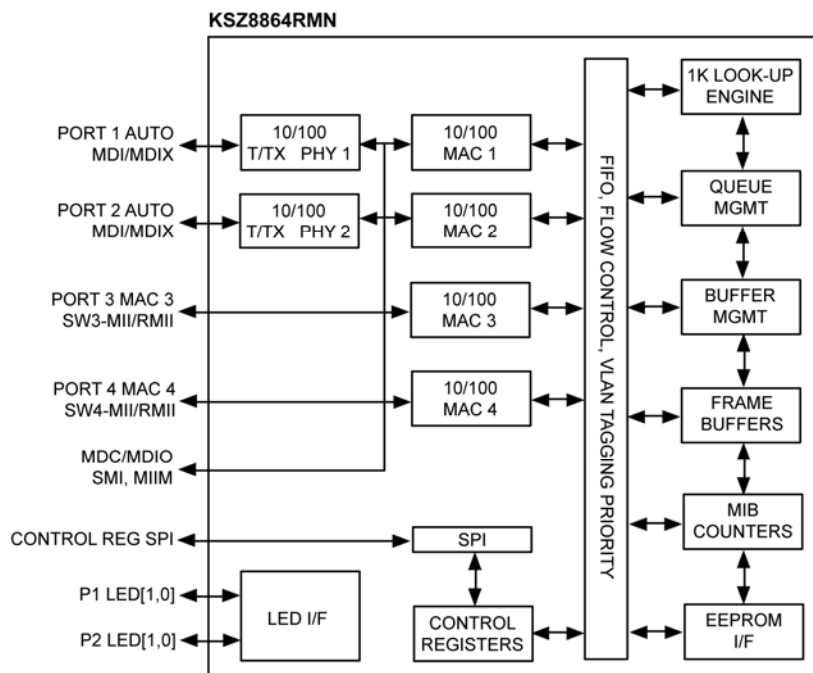 KSZ8864RMN
PORT 1 AUTO
MDI/MDIX
10/100
T/TX PHY 1
10/100
MAC 1
PORT 2 AUTO
MDI/MDIX
10/100
T/TX PHY 2
10/100
MAC 2
PORT 3 MAC 3
SW3-MII/RMII
10/100
MAC 3
PORT 4 MAC 4
SW4-MII/RMII
10/100
MAC 4
MDC/MDIO
SMI, MIIM
CONTROL REG SPI
SPI
P1 LED[1,0]
P2 LED[1,0]
LED I/F
CONTROL
REGISTERS
FIFO, FLOW CONTROL, VLAN TAGGING PRIORITY
1K LOOK-UP
ENGINE
QUEUE
MGMT
BUFFER
MGMT
FRAME
BUFFERS
MIB
COUNTERS
EEPROM
I/F